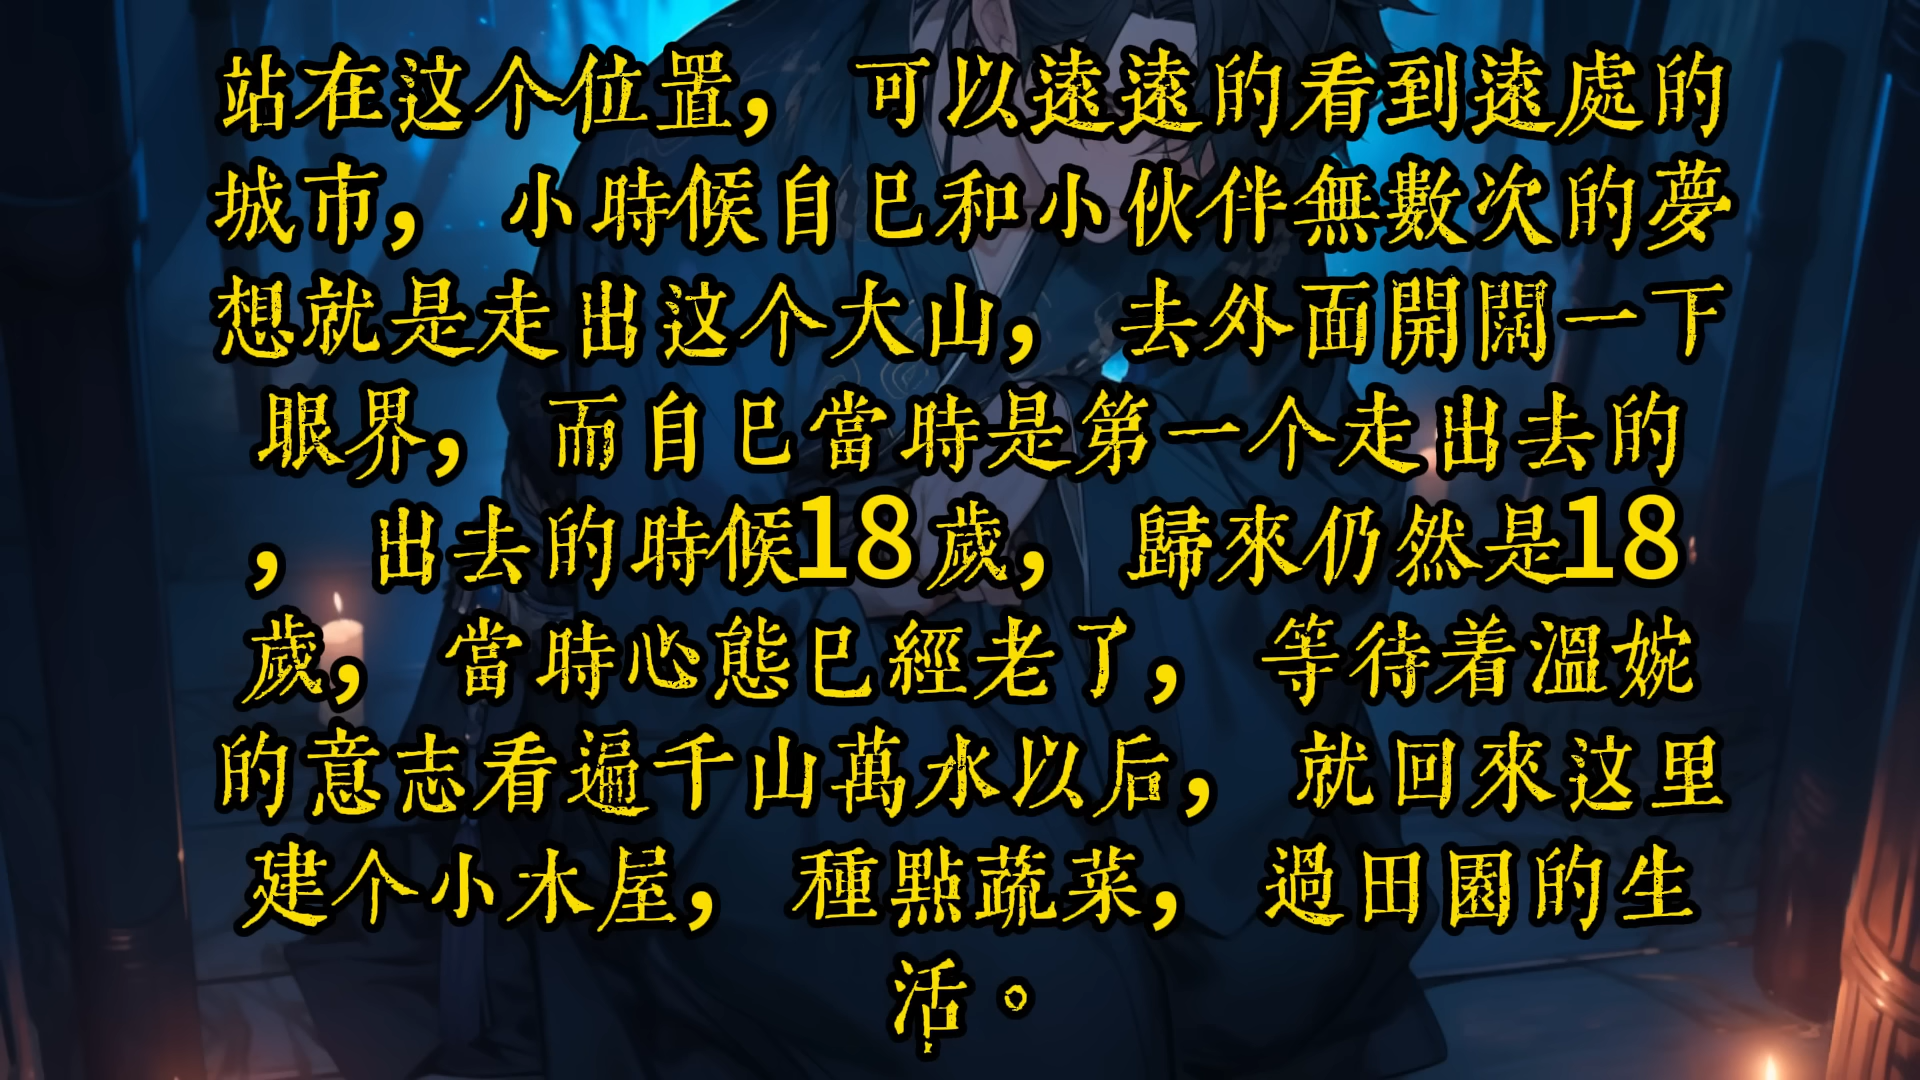 站在这个位置， 可以遠遠的看到遠處的
城市， 小時候自己和小伙伴無數次的夢
想就是走出这个大山， 去外面開闊一下
眼界， 而自己當時是第一个走出去的
， 出去的時候18歲， 歸來仍然是18
歲， 當時心態已經老了， 等待着溫婉
的意志看遍千山萬水以后， 就回來这里
建个小木屋， 種點蔬菜， 過田園的生
活。